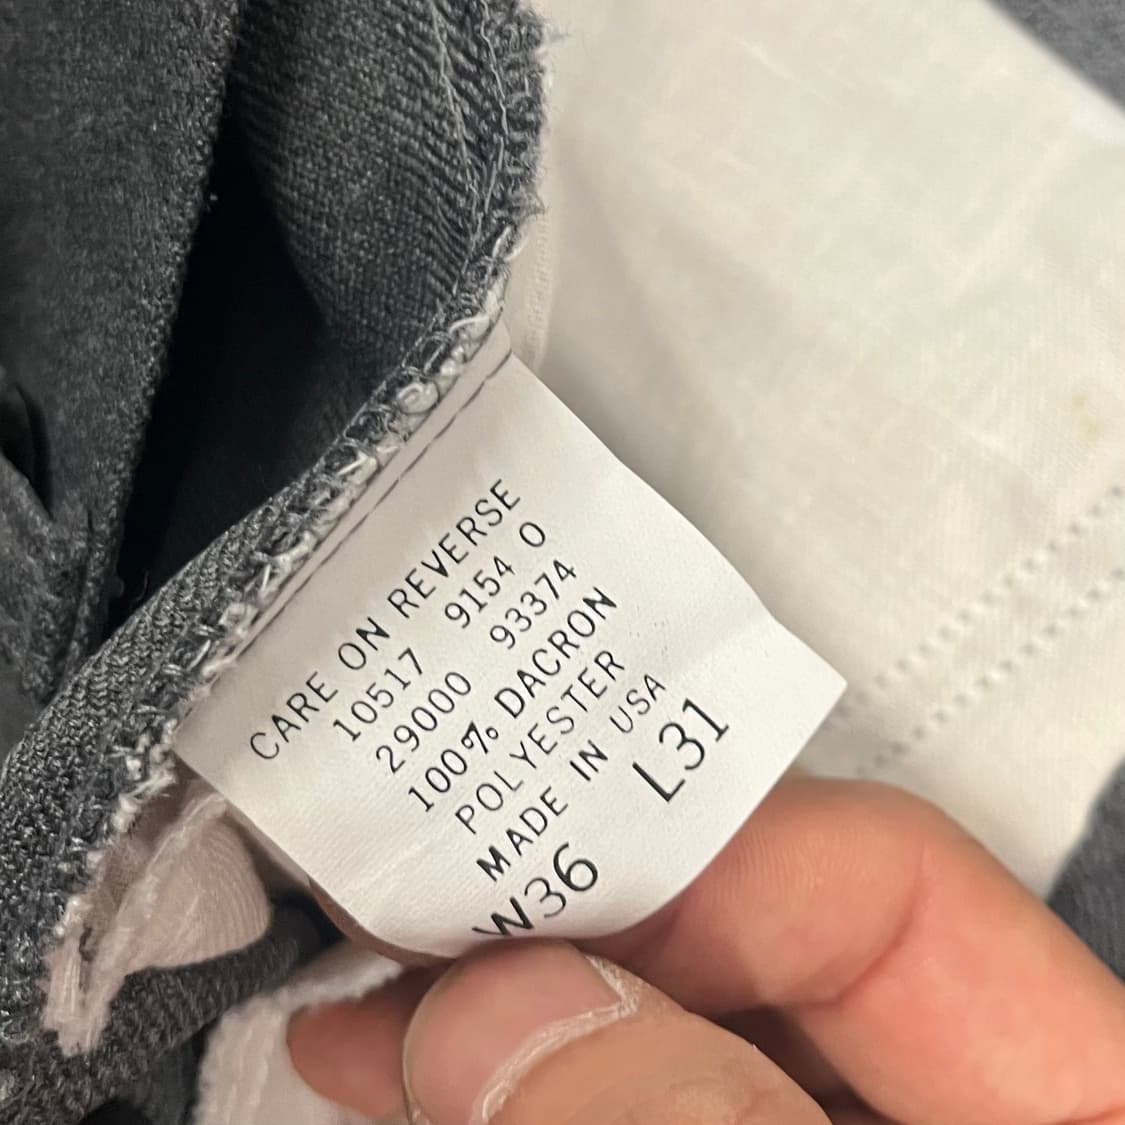 CARE ON REVERSE
10517 9154 0
29000 93374
100% DACRON
POLYESTER
MADE IN USA
W36 L31